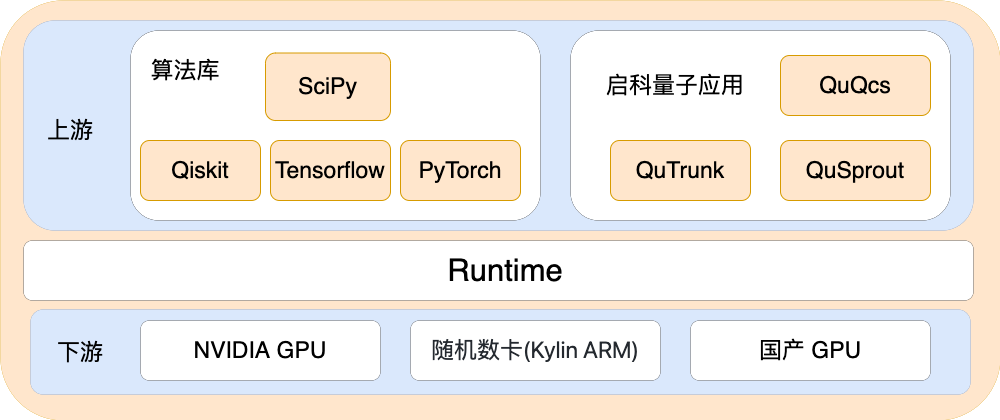 上游
算法库
SciPy
Qiskit
Tensorflow
PyTorch
启科量子应用
QuQcs
QuTrunk
QuSprout
Runtime
下游
NVIDIA GPU
随机数卡(Kylin ARM)
国产 GPU